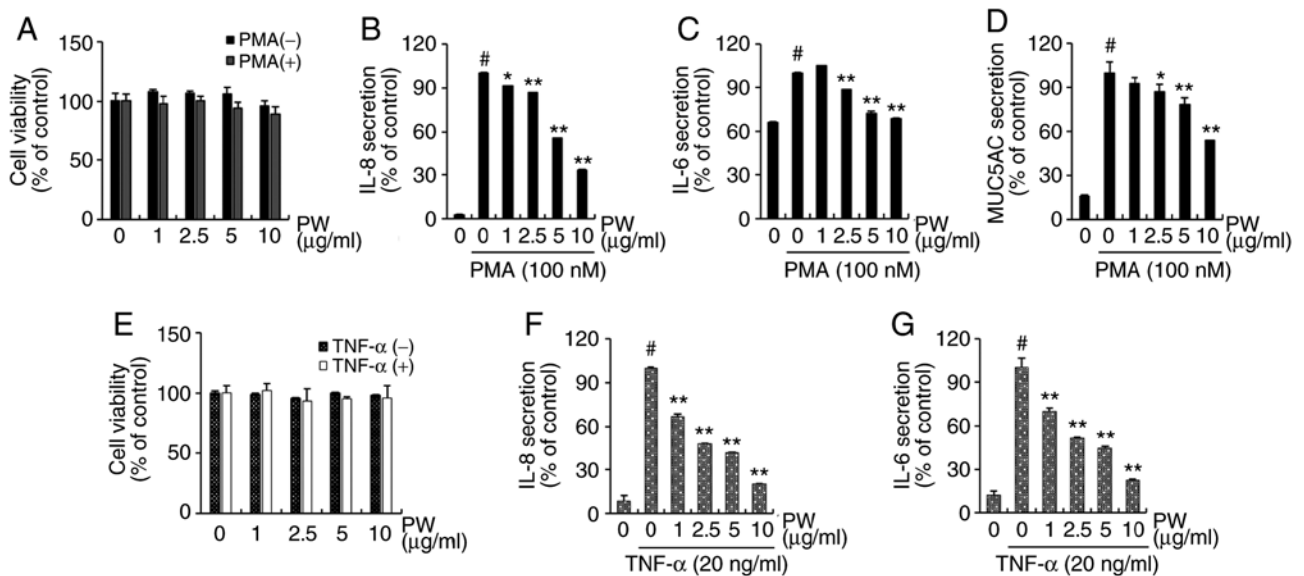 A
Cell viability
(% of control)
150
100
50
0
PMA(−)
PMA(+)
0 1 2.5 5 10
PW
(μg/ml)
B
IL-8 secretion
(% of control)
120
90
60
30
0
# * ** ** **
0 0 1 2.5 5 10
PW
(μg/ml)
PMA (100 nM)
C
IL-6 secretion
(% of control)
120
90
60
30
0
# ** ** **
0 0 1 2.5 5 10
PW
(μg/ml)
PMA (100 nM)
D
MUC5AC secretion
(% of control)
120
90
60
30
0
# * ** **
0 0 1 2.5 5 10
PW
(μg/ml)
PMA (100 nM)
E
Cell viability
(% of control)
150
100
50
0
TNF-α (−)
TNF-α (+)
0 1 2.5 5 10
PW
(μg/ml)
F
IL-8 secretion
(% of control)
120
90
60
30
0
# ** ** ** **
0 0 1 2.5 5 10
PW
(μg/ml)
TNF-α (20 ng/ml)
G
IL-6 secretion
(% of control)
120
90
60
30
0
# ** ** ** **
0 0 1 2.5 5 10
PW
(μg/ml)
TNF-α (20 ng/ml)